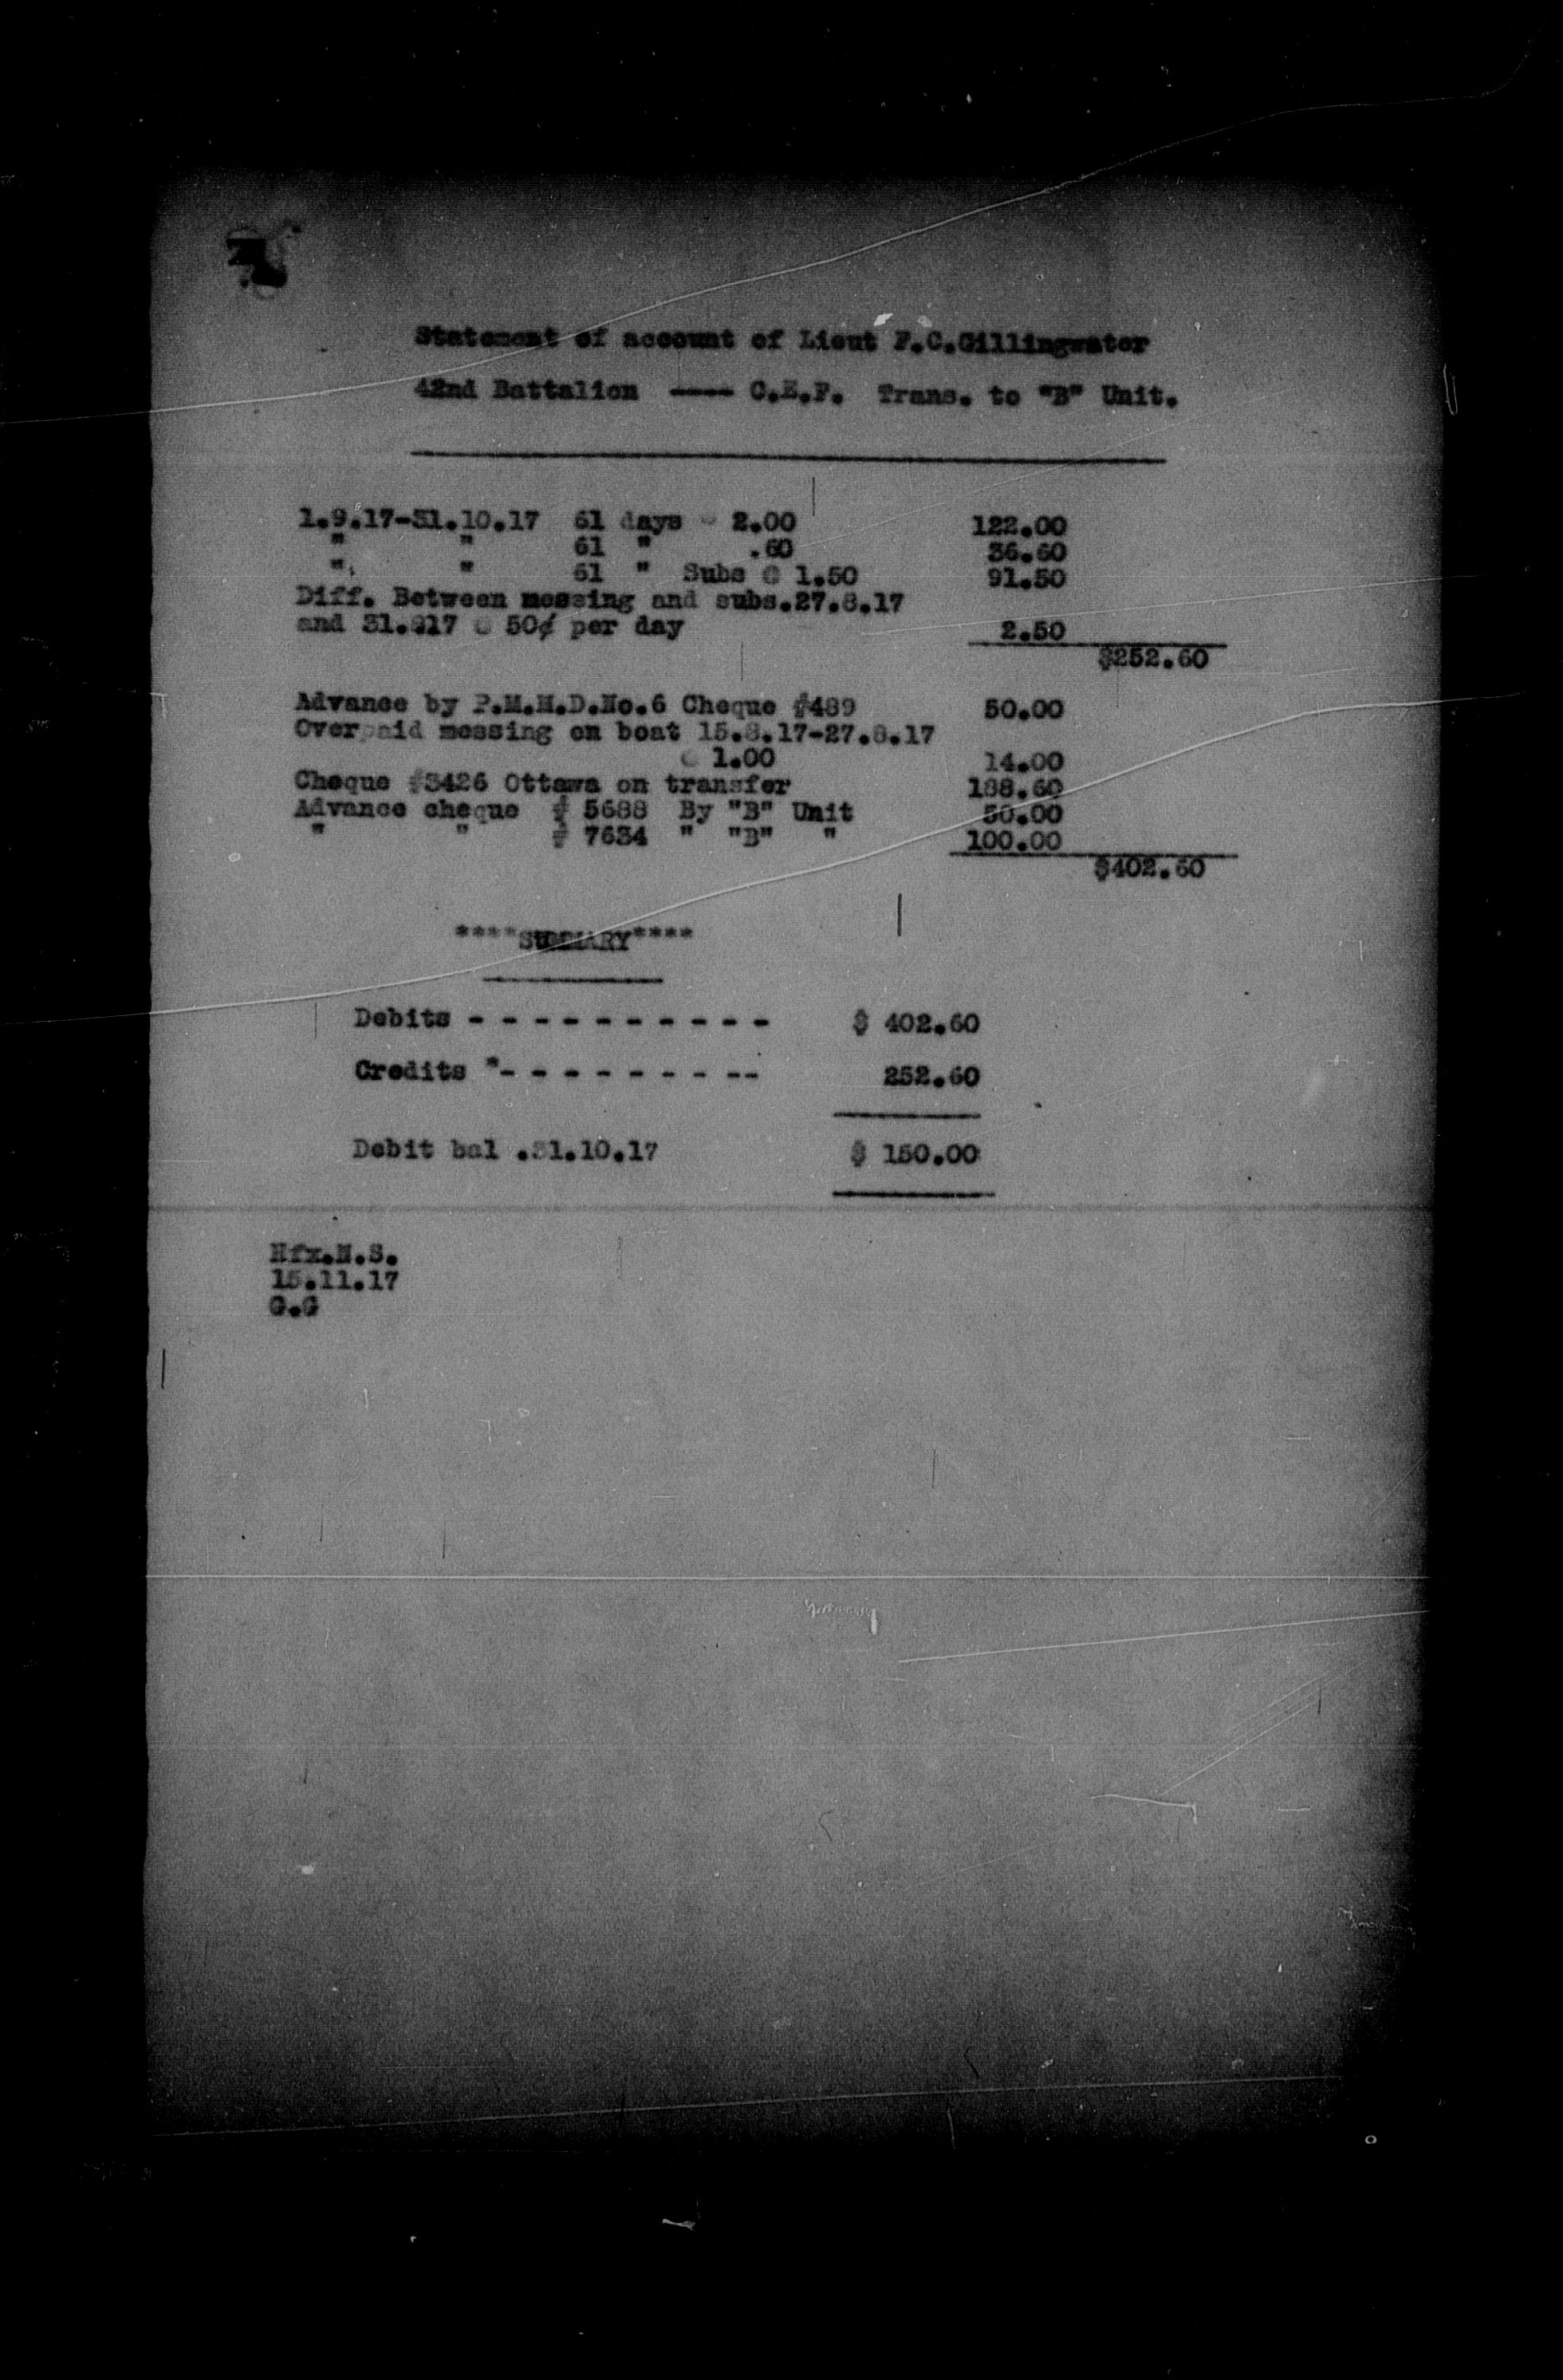 Statement of account of Lieut F.C.Gillingwater
42nd Battalion ---- C.E.F. Trans. to "B" Unit.
1.9.17-31.10.17 61 days @ 2.00 122.00
" " 61 " .60 36.60
" " 61 " Subs @ 1.50 91.50
Diff. Between messing and subs.27.8.17
and 31.817 @ 50¢ per day 2.50
$252.60
Advance by P.M.M.D.No.6 Cheque #489 50.00
Overpaid messing on boat 15.8.17-27.8.17
@ 1.00 14.00
Cheque #3426 Ottawa on transfer 188.60
Advance cheque # 5688 By "B" Unit 50.00
" " # 7634 " "B" " 100.00
$402.60
****SUMMARY****
Debits - - - - - - - - - - $ 402.60
Credits "- - - - - - - - -- 252.60
Debit bal .31.10.17 $ 150.00
Hfx.N.S.
15.11.17
G.G